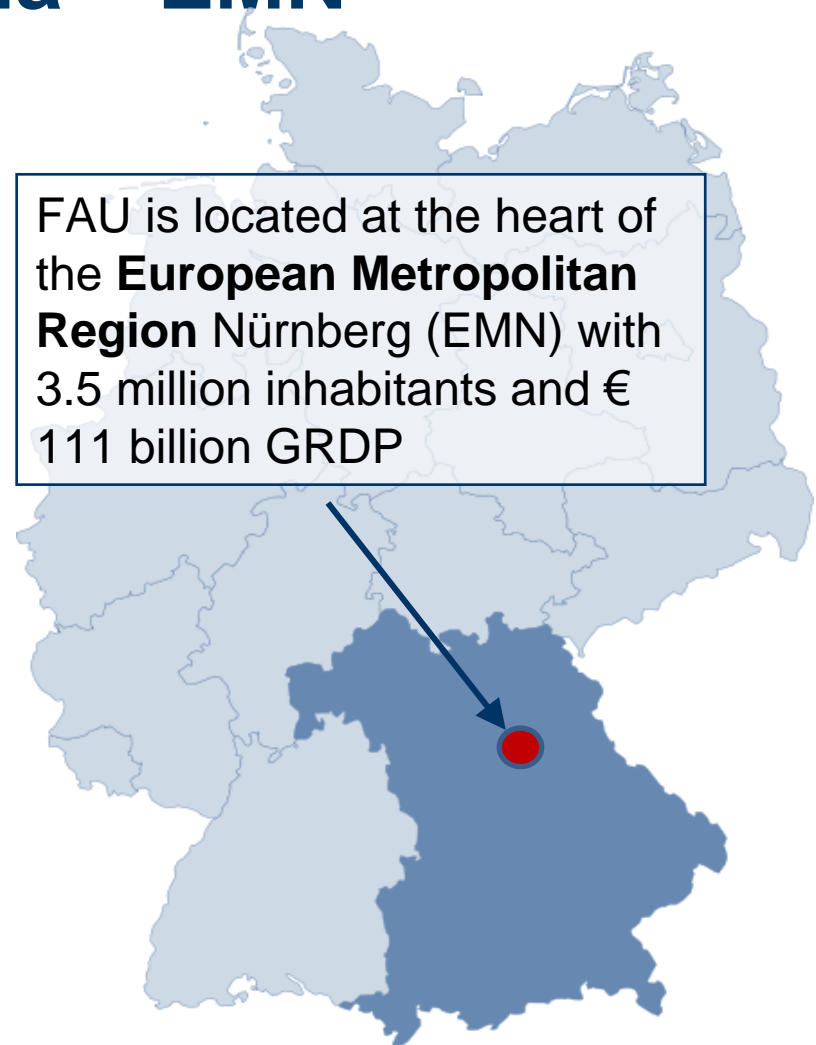 EMN
FAU is located at the heart of
the European Metropolitan
Region Nürnberg (EMN) with
3.5 million inhabitants and €
111 billion GRDP